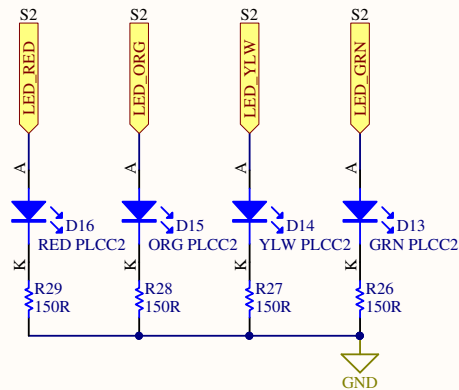 S2 S2 S2 S2
LED_RED LED_ORG LED_YLW LED_GRN
A A A A
D16 D15 D14 D13
RED PLCC2 ORG PLCC2 YLW PLCC2 GRN PLCC2
K K K K
R29 R28 R27 R26
150R 150R 150R 150R
GND